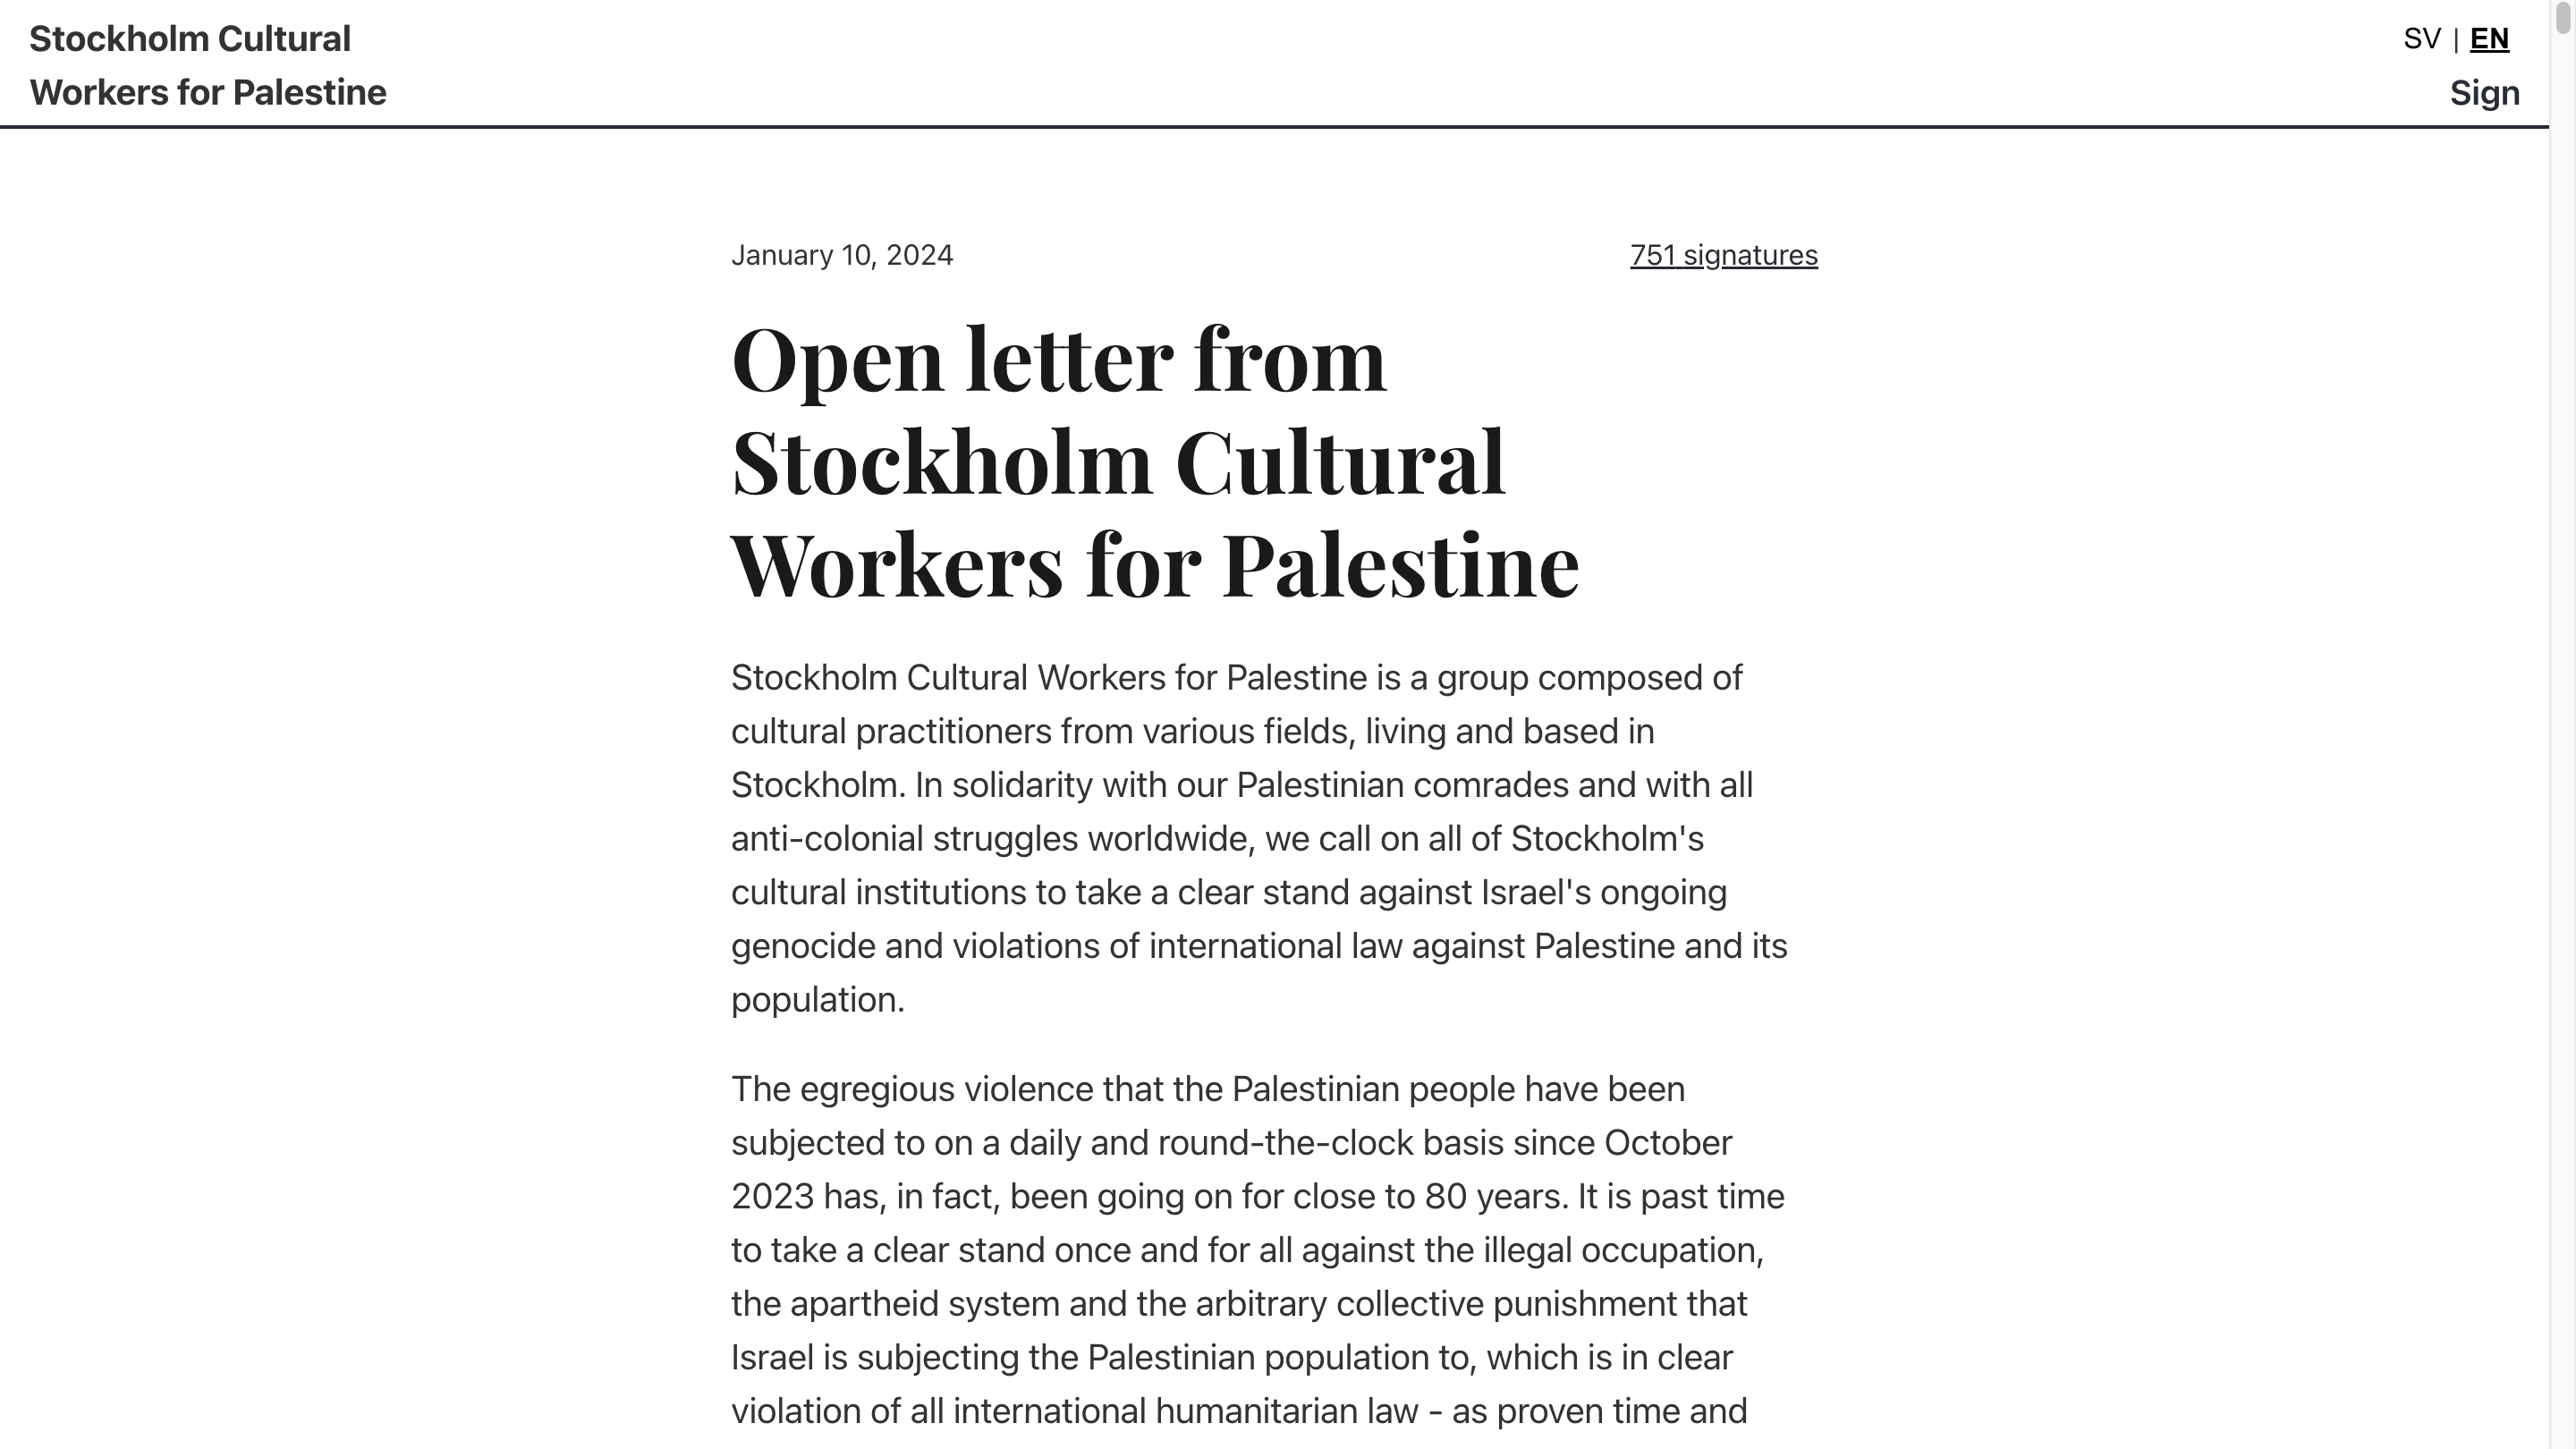 Stockholm Cultural
Workers for Palestine
SV | EN
Sign
January 10, 2024
751 signatures
Open letter from
Stockholm Cultural
Workers for Palestine
Stockholm Cultural Workers for Palestine is a group composed of
cultural practitioners from various fields, living and based in
Stockholm. In solidarity with our Palestinian comrades and with all
anti-colonial struggles worldwide, we call on all of Stockholm's
cultural institutions to take a clear stand against Israel's ongoing
genocide and violations of international law against Palestine and its
population.
The egregious violence that the Palestinian people have been
subjected to on a daily and round-the-clock basis since October
2023 has, in fact, been going on for close to 80 years. It is past time
to take a clear stand once and for all against the illegal occupation,
the apartheid system and the arbitrary collective punishment that
Israel is subjecting the Palestinian population to, which is in clear
violation of all international humanitarian law - as proven time and